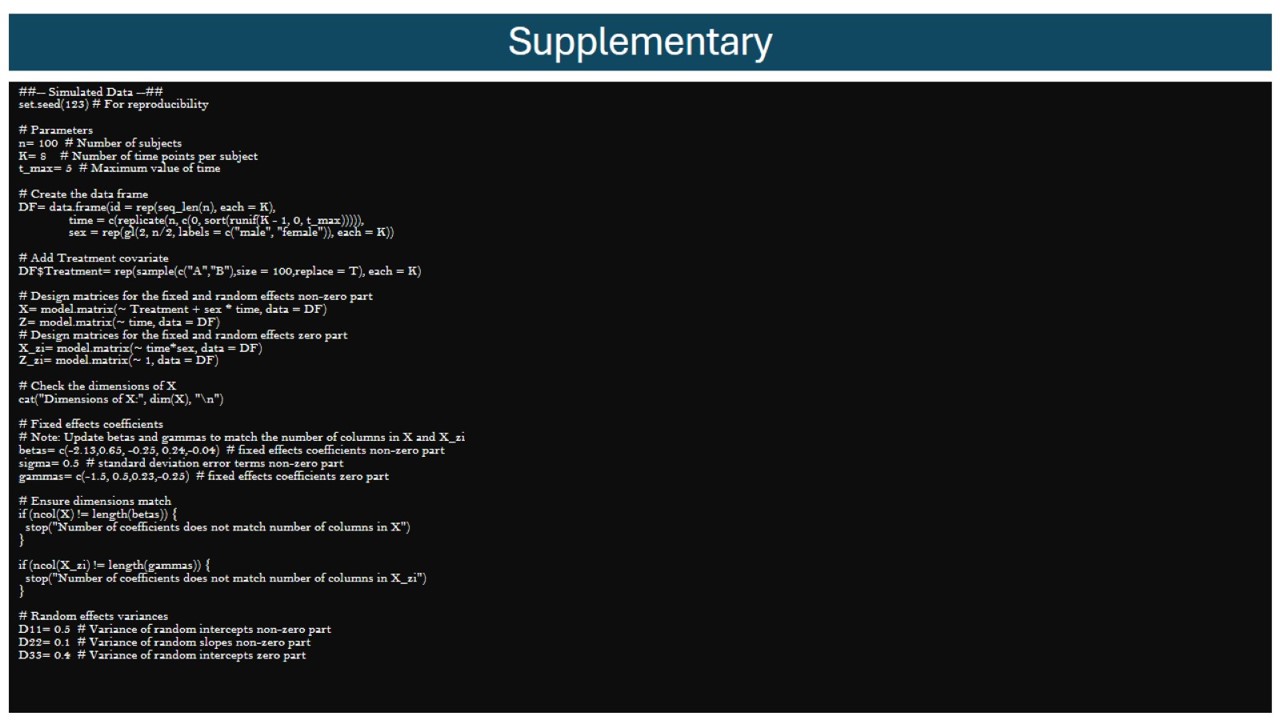 Supplementary
##-- Simulated Data --##
set.seed(123) # For reproducibility
# Parameters
n= 100 # Number of subjects
K= 8 # Number of time points per subject
t_max= 5 # Maximum value of time
# Create the data frame
DF= data.frame(id = rep(seq_len(n), each = K),
time = c(replicate(n, c(0, sort(runif(K - 1, 0, t_max))))),
sex = rep(gl(2, n/2, labels = c("male", "female")), each = K))
# Add Treatment covariate
DF$Treatment= rep(sample(c("A","B"),size = 100,replace = T), each = K)
# Design matrices for the fixed and random effects non-zero part
X= model.matrix(~ Treatment + sex * time, data = DF)
Z= model.matrix(~ time, data = DF)
# Design matrices for the fixed and random effects zero part
X_zi= model.matrix(~ time*sex, data = DF)
Z_zi= model.matrix(~ 1, data = DF)
# Check the dimensions of X
cat("Dimensions of X:", dim(X), "\n")
# Fixed effects coefficients
# Note: Update betas and gammas to match the number of columns in X and X_zi
betas= c(-2.13,0.65, -0.25, 0.24,-0.04) # fixed effects coefficients non-zero part
sigma= 0.5 # standard deviation error terms non-zero part
gammas= c(-1.5, 0.5,0.23,-0.25) # fixed effects coefficients zero part
# Ensure dimensions match
if (ncol(X) != length(betas)) {
stop("Number of coefficients does not match number of columns in X")
}
if (ncol(X_zi) != length(gammas)) {
stop("Number of coefficients does not match number of columns in X_zi")
}
# Random effects variances
D11= 0.5 # Variance of random intercepts non-zero part
D22= 0.1 # Variance of random slopes non-zero part
D33= 0.4 # Variance of random intercepts zero part